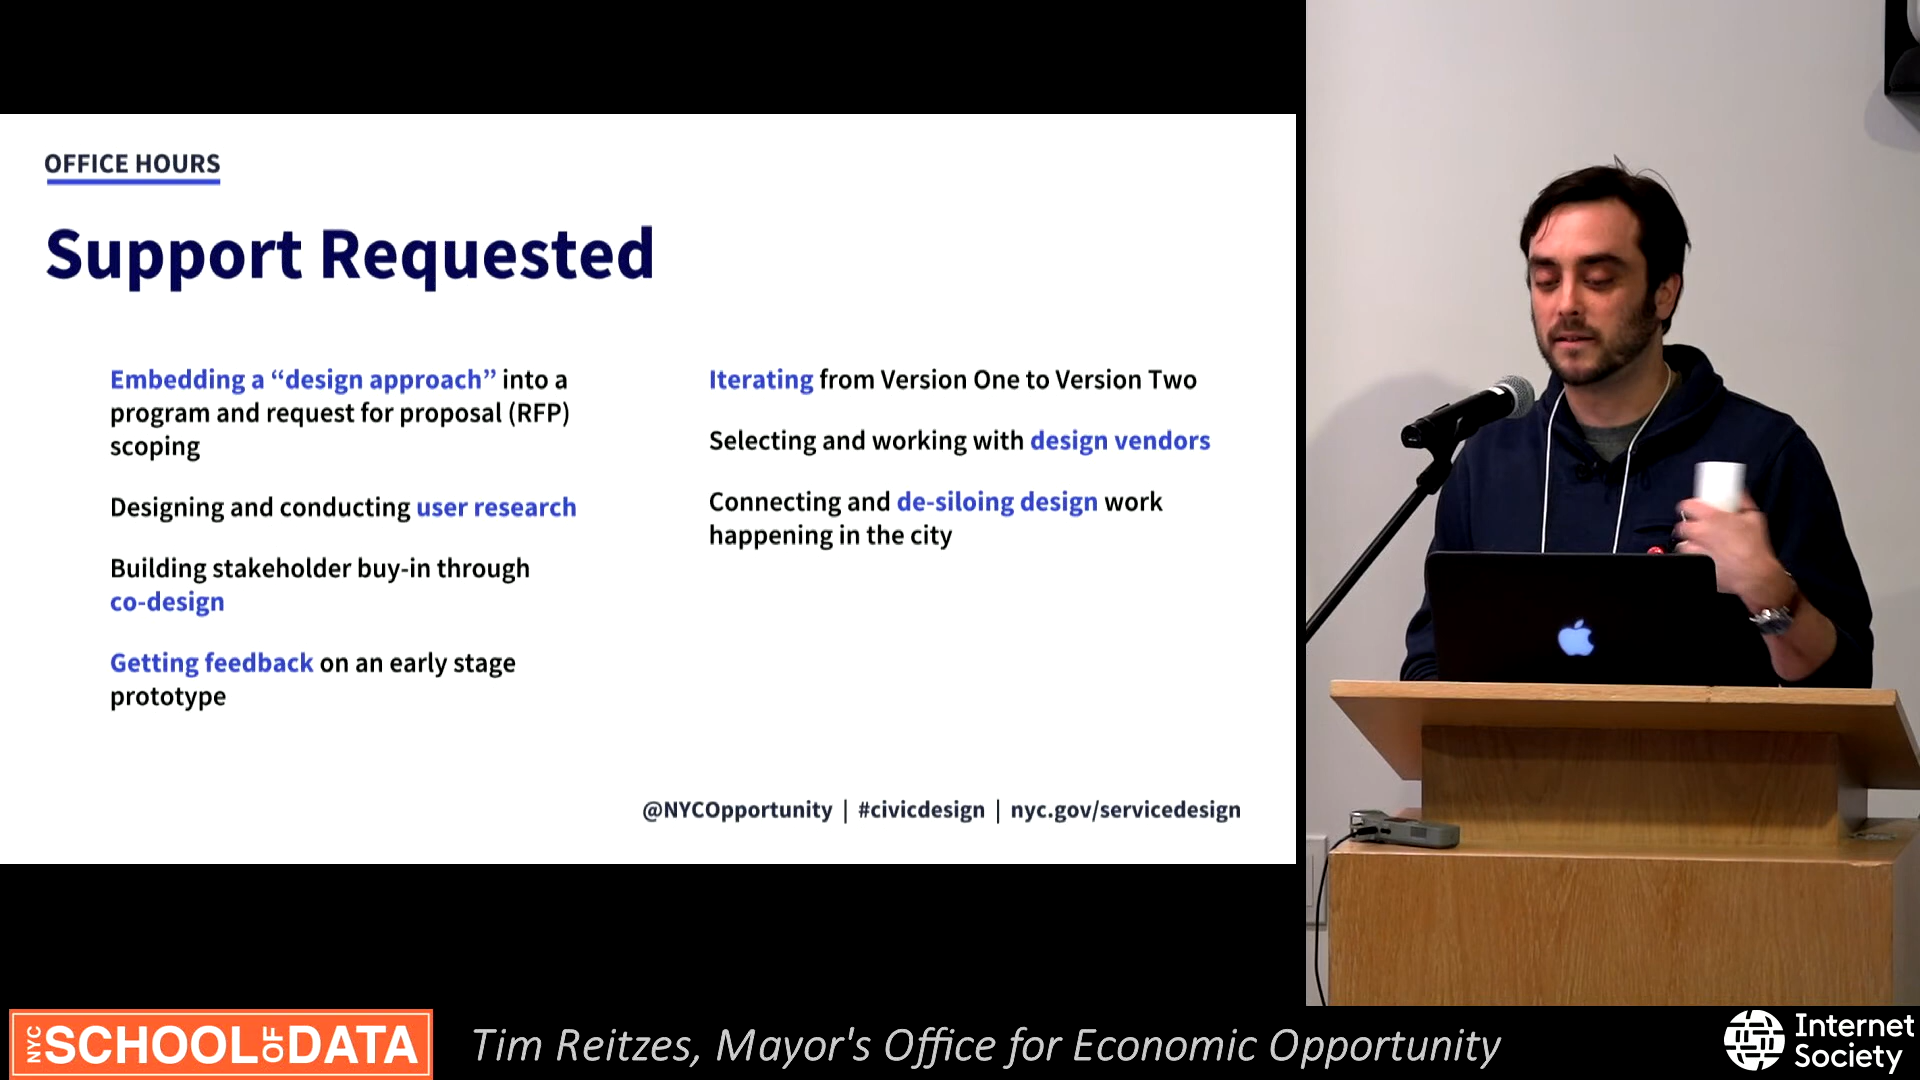 OFFICE HOURS
Support Requested
Embedding a “design approach” into a
program and request for proposal (RFP)
scoping
Designing and conducting user research
Building stakeholder buy-in through
co-design
Getting feedback on an early stage
prototype
Iterating from Version One to Version Two
Selecting and working with design vendors
Connecting and de-siloing design work
happening in the city
@NYCOpportunity | #civicdesign | nyc.gov/servicedesign
NYC SCHOOL OF DATA
Tim Reitzes, Mayor's Office for Economic Opportunity
Internet
Society